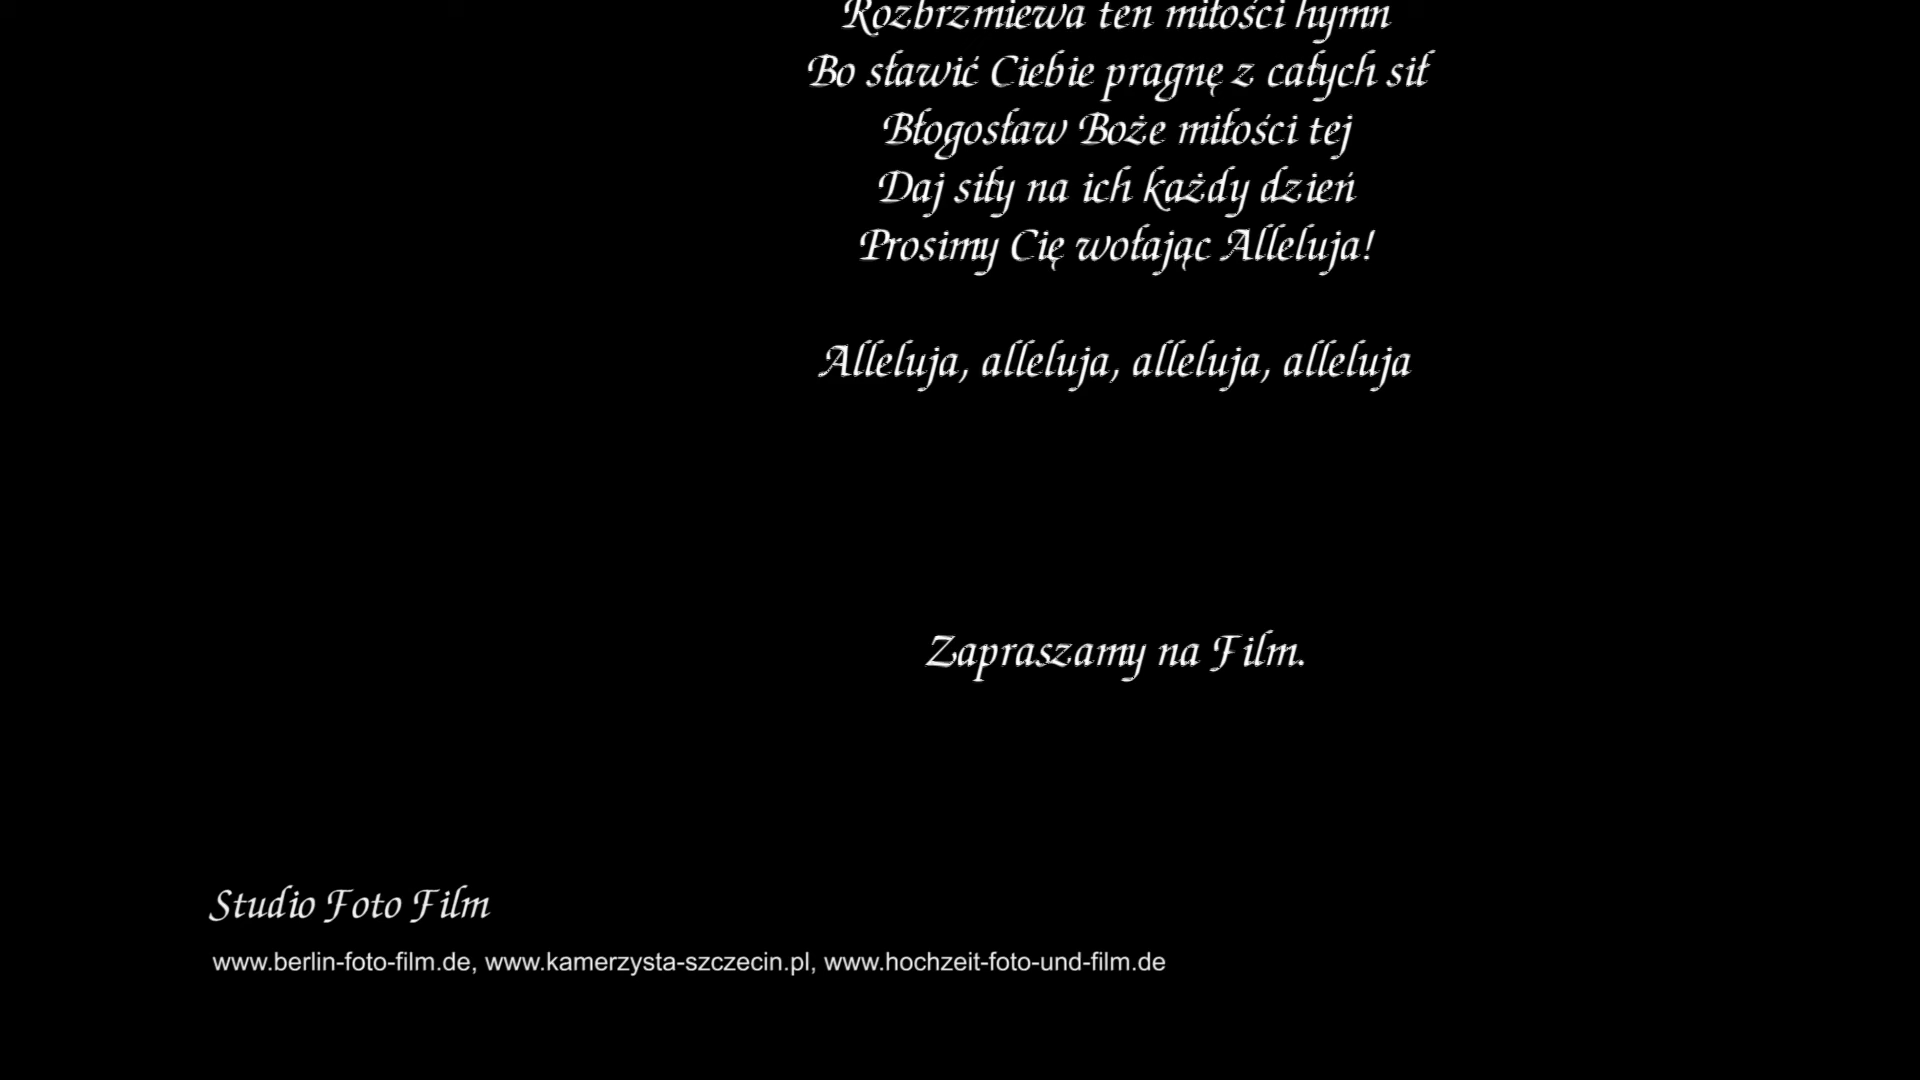 Rozbrzmiewa ten miłości hymn
Bo sławić Ciebie pragnę z całych sił
Błogosław Boże miłości tej
Daj siły na ich każdy dzień
Prosimy Cię wołając Alleluja!
Alleluja, alleluja, alleluja, alleluja
Zapraszamy na Film.
Studio Foto Film
www.berlin-foto-film.de, www.kamerzysta-szczecin.pl, www.hochzeit-foto-und-film.de